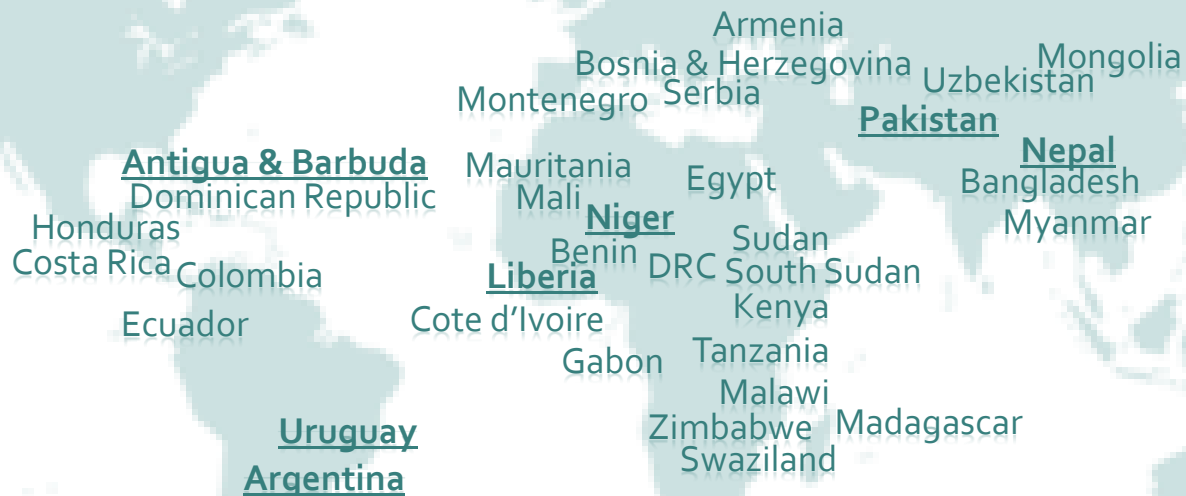 Armenia
Bosnia & Herzegovina
Mongolia
Uzbekistan
Montenegro
Serbia
Pakistan
Antigua & Barbuda
Mauritania
Egypt
Nepal
Dominican Republic
Mali
Bangladesh
Honduras
Niger
Sudan
Myanmar
Costa Rica
Colombia
Benin
DRC
South Sudan
Liberia
Kenya
Ecuador
Cote d'Ivoire
Gabon
Tanzania
Malawi
Zimbabwe
Madagascar
Swaziland
Uruguay
Argentina